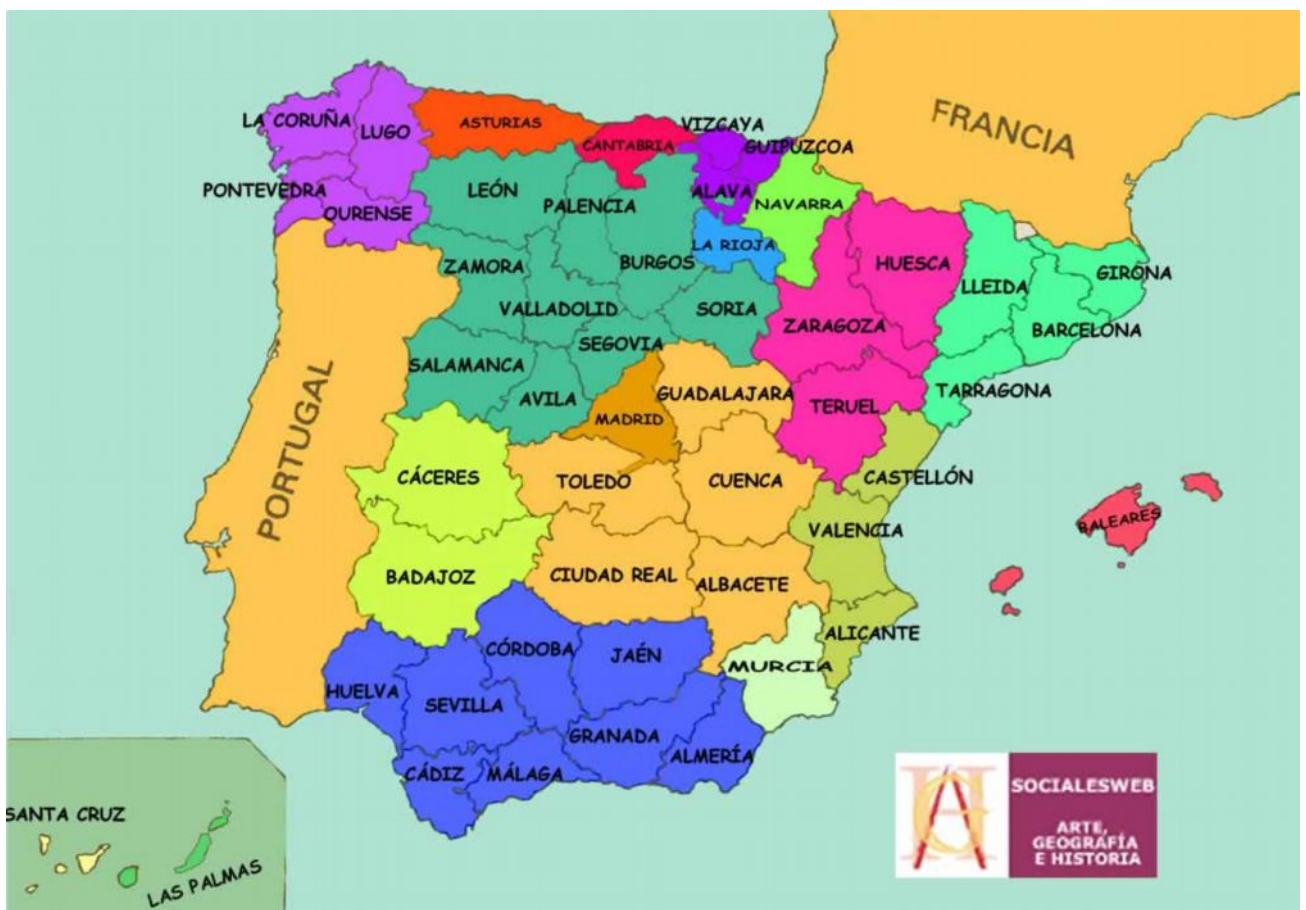 FRANCIA
LA CORUÑA
LUGO
ASTURIAS
CANTABRIA
VIZCAYA
GUIPUZCOA
PONTEVEDRA
OURENSE
LEÓN
PALENCIA
ALAVA
NAVARRA
LA RIOJA
BURGOS
HUESCA
LLEIDA
GIRONA
ZAMORA
VALLADOLID
SORIA
ZARAGOZA
BARCELONA
SEGOVIA
SALAMANCA
AVILA
MADRID
GUADALAJARA
TERUEL
TARRAGONA
PORTUGAL
CÁCERES
TOLEDO
CUENCA
CASTELLÓN
VALENCIA
BALEARES
BADAJOZ
CIUDAD REAL
ALBACETE
ALICANTE
CÓRDOBA
JAÉN
MURCIA
HUELVA
SEVILLA
GRANADA
ALMERÍA
CÁDIZ
MÁLAGA
SANTA CRUZ
LAS PALMAS
SOCIALESWEB
ARTE,
GEOGRAFÍA
E HISTORIA